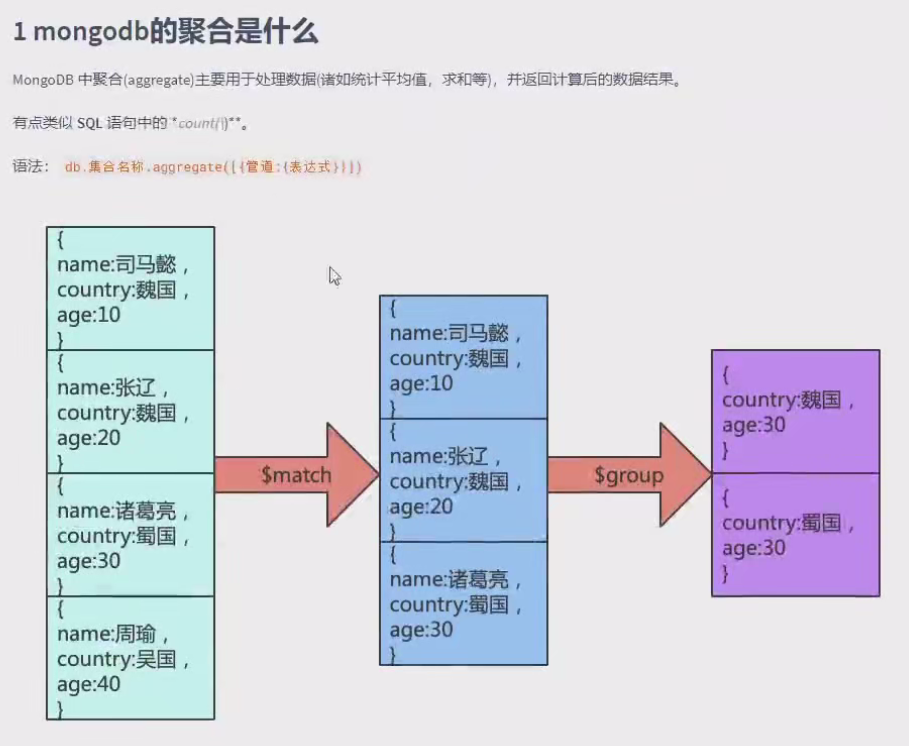 1 mongodb的聚合是什么
MongoDB 中聚合(aggregate)主要用于处理数据(诸如统计平均值，求和等)，并返回计算后的数据结果。
有点类似 SQL 语句中的 *count(\)**。
语法： db.集合名称.aggregate([{管道:{表达式}}])
{
name:司马懿，
country:魏国，
age:10
}
{
name:张辽，
country:魏国，
age:20
}
{
name:诸葛亮，
country:蜀国，
age:30
}
{
name:周瑜，
country:吴国，
age:40
}
$match
{
name:司马懿，
country:魏国，
age:10
}
{
name:张辽，
country:魏国，
age:20
}
{
name:诸葛亮，
country:蜀国，
age:30
}
$group
{
country:魏国，
age:30
}
{
country:蜀国，
age:30
}